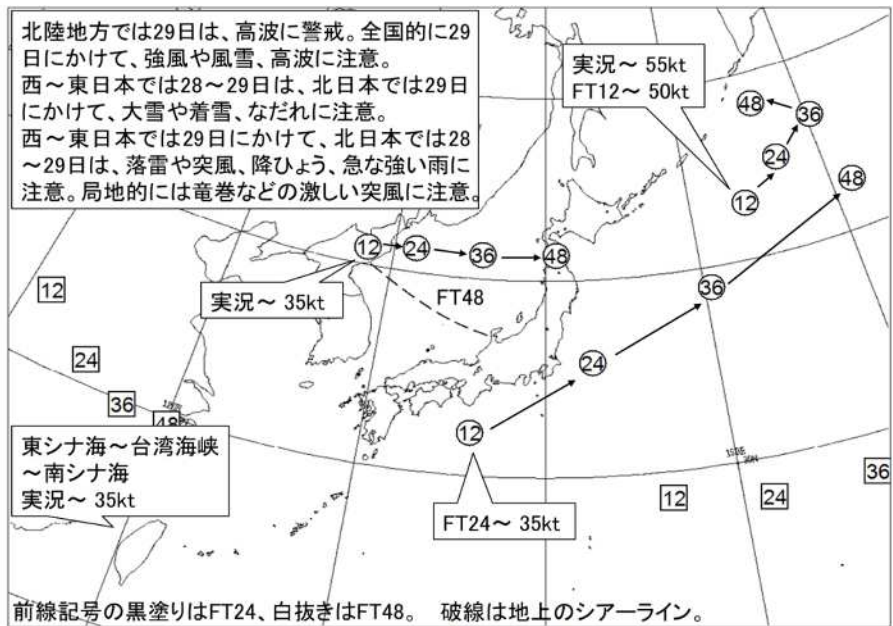 北陸地方では29日は、高波に警戒。全国的に29
日にかけて、強風や風雪、高波に注意。
西～東日本では28～29日は、北日本では29日
にかけて、大雪や着雪、なだれに注意。
西～東日本では29日にかけて、北日本では28
～29日は、落雷や突風、降ひょう、急な強い雨に
注意。局地的には竜巻などの激しい突風に注意。
実況～ 55kt
FT12～ 50kt
48
36
24
12
48
12
24
36
48
実況～ 35kt
FT48
36
24
12
FT24～ 35kt
12
24
36
48
東シナ海～台湾海峡
～南シナ海
実況～ 35kt
12
24
36
前線記号の黒塗りはFT24、白抜きはFT48。 破線は地上のシアーライン。